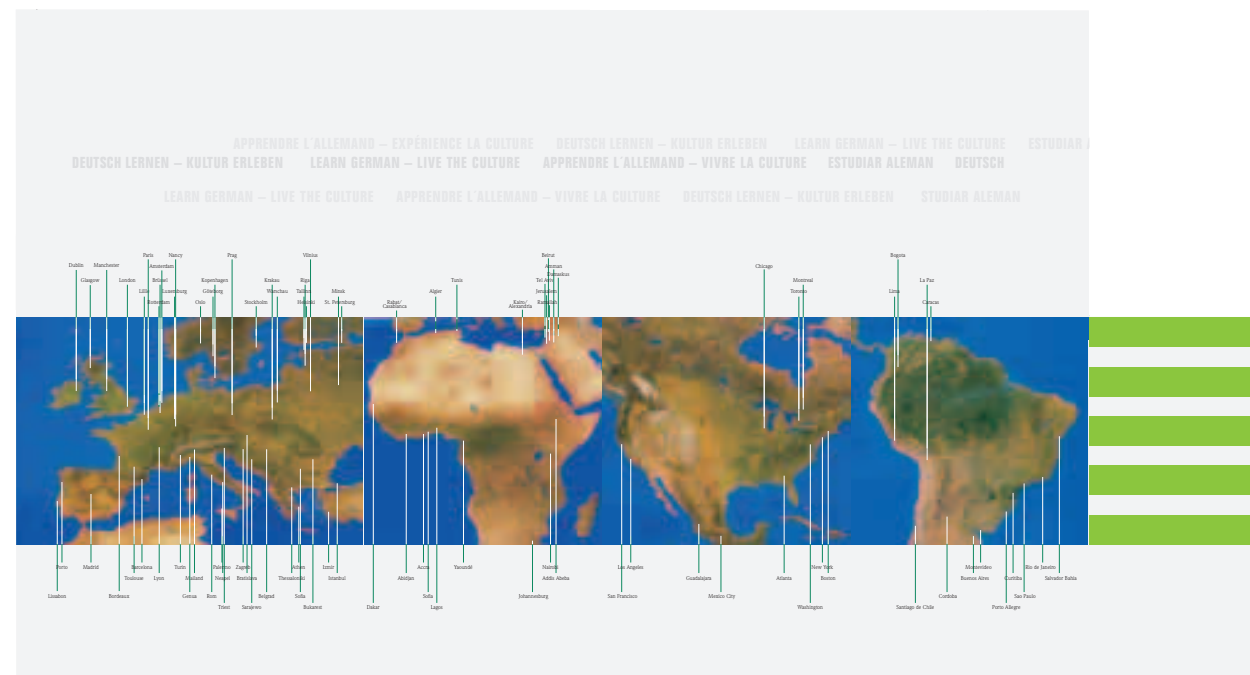 APPRENDRE L´ALLEMAND – EXPÉRIENCE LA CULTURE DEUTSCH LERNEN – KULTUR ERLEBEN LEARN GERMAN – LIVE THE CULTURE ESTUDIAR
DEUTSCH LERNEN – KULTUR ERLEBEN LEARN GERMAN – LIVE THE CULTURE APPRENDRE L´ALLEMAND – VIVRE LA CULTURE ESTUDIAR ALEMAN DEUTSCH
LEARN GERMAN – LIVE THE CULTURE APPRENDRE L´ALLEMAND – VIVRE LA CULTURE DEUTSCH LERNEN – KULTUR ERLEBEN STUDIAR ALEMAN
Paris Nancy Prag Vilnius Beirut Bogota
Dublin Manchester Amsterdam Amman Chicago
Damaskus
Glasgow London Brüssel Kopenhagen Krakau Riga Tunis Tel Aviv Montreal La Paz
Lille Luxemburg Göteborg Warschau Tallinn Minsk Algier Jerusalem Toronto Lima
Rotterdam Oslo Stockholm Helsinki St. Petersburg Rabat/ Kairo/ Ramallah Caracas
Casablanca Alexandria
Porto Madrid Barcelona Turin Palermo Zagreb Athen Izmir Accra Yaoundé Nairobi Los Angeles New York Montevideo Rio de Janeiro
Toulouse Lyon Mailand Neapel Bratislava Thessaloniki Istanbul Abidjan Addis Abeba Guadalajara Atlanta Boston Buenos Aires Curitiba Salvador Bahia
Lissabon Bordeaux Genua Rom Belgrad Sofia Dakar Sofia Johannesburg San Francisco Mexico City Cordoba Sao Paulo
Triest Sarajewo Bukarest Lagos Washington Santiago de Chile Porto Allegre